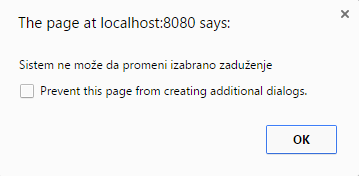 The page at localhost:8080 says:
Sistem ne može da promeni izabrano zaduženje
Prevent this page from creating additional dialogs.
OK